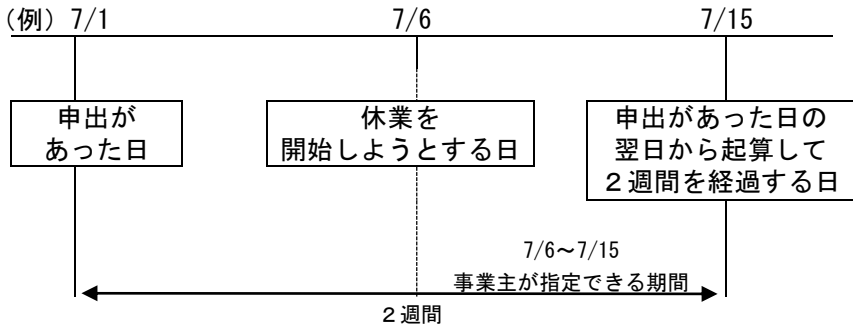 （例）7/1 7/6 7/15
申出が
あった日
休業を
開始しようとする日
申出があった日の
翌日から起算して
２週間を経過する日
7/6～7/15
事業主が指定できる期間
２週間